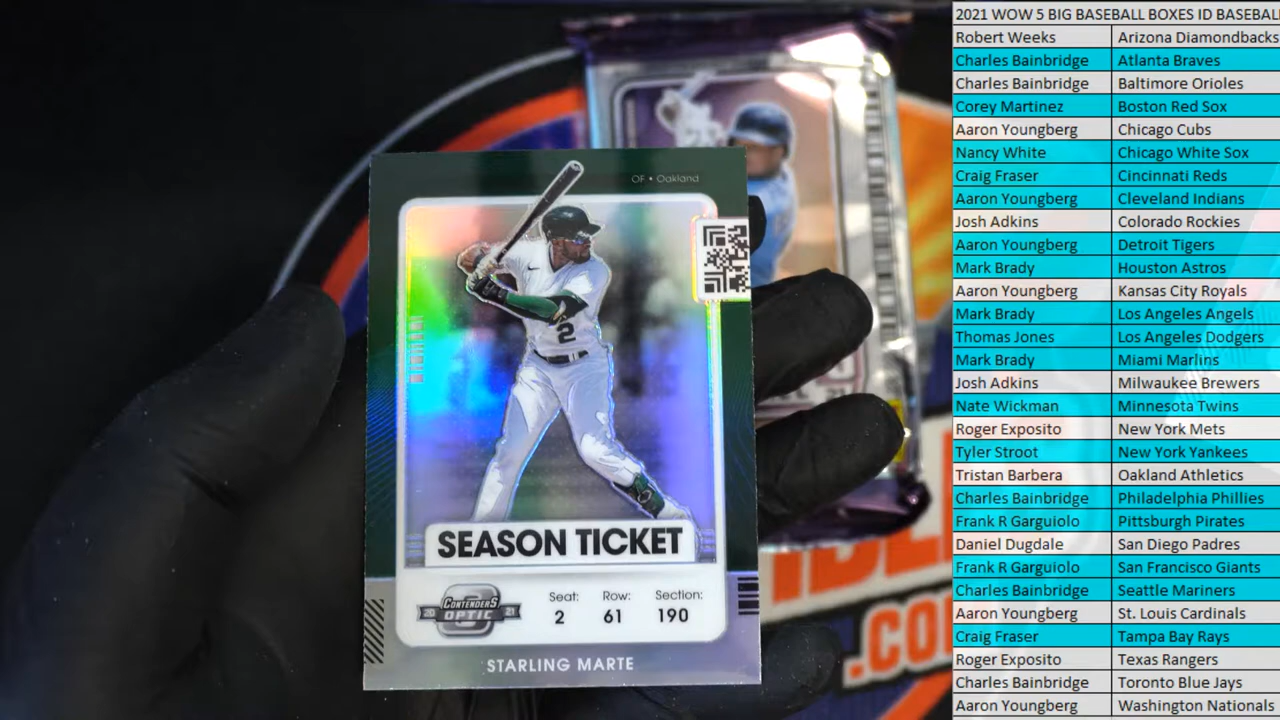 OF • Oakland
2
SEASON TICKET
20 CONTENDERS 21
OPTIC
Seat: Row: Section:
2 61 190
STARLING MARTE
.CO
2021 WOW 5 BIG BASEBALL BOXES ID BASEBAL
Robert Weeks Arizona Diamondbacks
Charles Bainbridge Atlanta Braves
Charles Bainbridge Baltimore Orioles
Corey Martinez Boston Red Sox
Aaron Youngberg Chicago Cubs
Nancy White Chicago White Sox
Craig Fraser Cincinnati Reds
Aaron Youngberg Cleveland Indians
Josh Adkins Colorado Rockies
Aaron Youngberg Detroit Tigers
Mark Brady Houston Astros
Aaron Youngberg Kansas City Royals
Mark Brady Los Angeles Angels
Thomas Jones Los Angeles Dodgers
Mark Brady Miami Marlins
Josh Adkins Milwaukee Brewers
Nate Wickman Minnesota Twins
Roger Exposito New York Mets
Tyler Stroot New York Yankees
Tristan Barbera Oakland Athletics
Charles Bainbridge Philadelphia Phillies
Frank R Garguiolo Pittsburgh Pirates
Daniel Dugdale San Diego Padres
Frank R Garguiolo San Francisco Giants
Charles Bainbridge Seattle Mariners
Aaron Youngberg St. Louis Cardinals
Craig Fraser Tampa Bay Rays
Roger Exposito Texas Rangers
Charles Bainbridge Toronto Blue Jays
Aaron Youngberg Washington Nationals